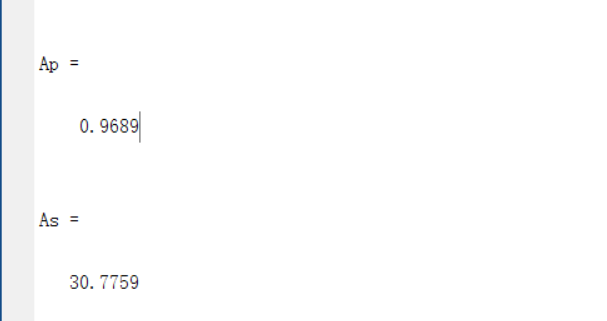 Ap =
0.9689
As =
30.7759